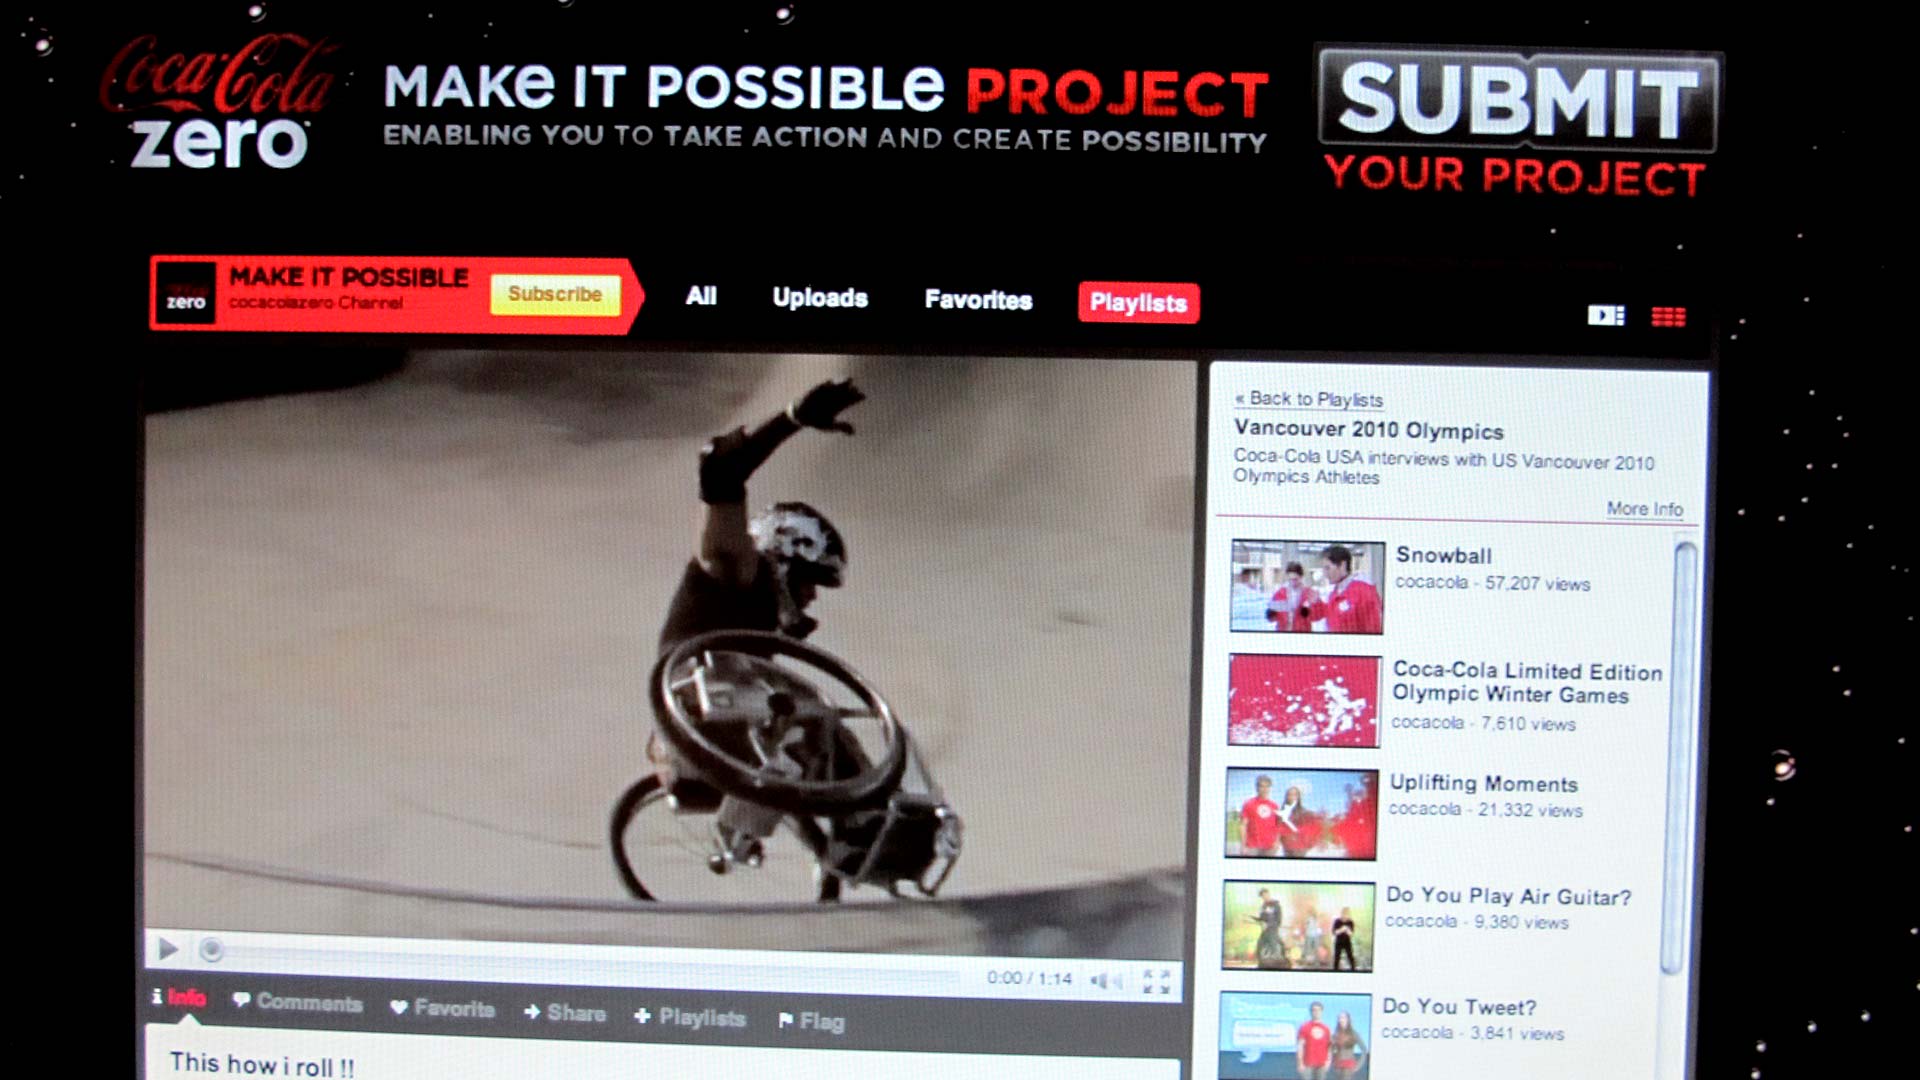 Coca-Cola
zero
MAKE IT POSSIBLE PROJECT
ENABLING YOU TO TAKE ACTION AND CREATE POSSIBILITY
SUBMIT
YOUR PROJECT
zero
MAKE IT POSSIBLE
cocacolazero Channel
Subscribe
All
Uploads
Favorites
Playlists
« Back to Playlists
Vancouver 2010 Olympics
Coca-Cola USA interviews with US Vancouver 2010
Olympics Athletes
More Info
Snowball
cocacola - 57,207 views
Coca-Cola Limited Edition
Olympic Winter Games
cocacola - 7,610 views
Uplifting Moments
cocacola - 21,332 views
Do You Play Air Guitar?
cocacola - 9,380 views
Do You Tweet?
cocacola - 3,841 views
0:00 / 1:14
Info
Comments
Favorite
Share
Playlists
Flag
This how i roll !!